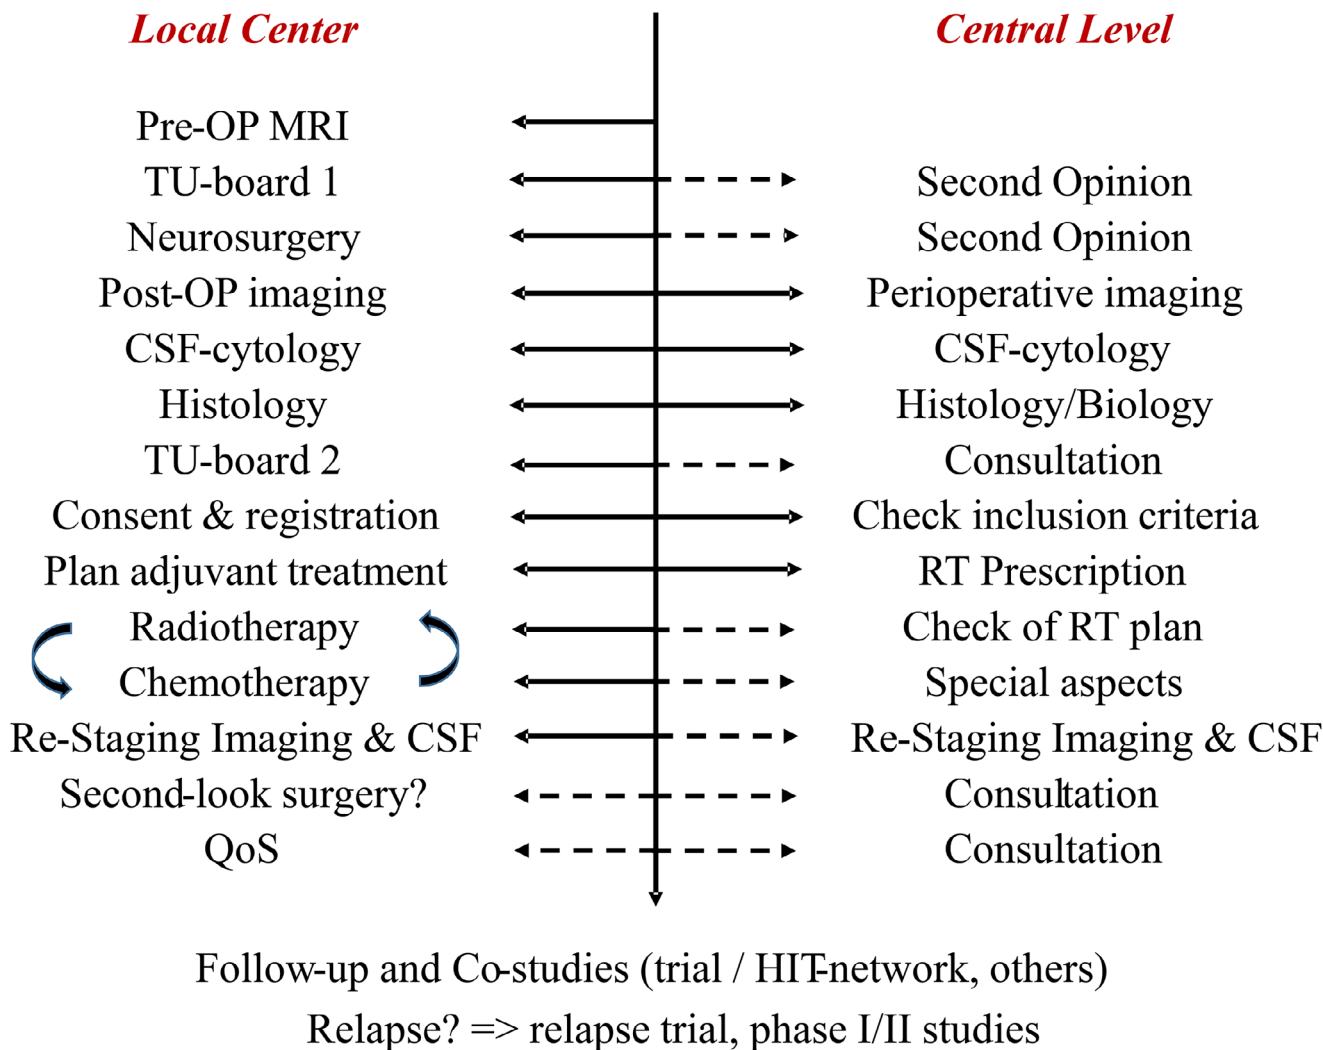 Local Center Central Level
Pre-OP MRI
TU-board 1 Second Opinion
Neurosurgery Second Opinion
Post-OP imaging Perioperative imaging
CSF-cytology CSF-cytology
Histology Histology/Biology
TU-board 2 Consultation
Consent & registration Check inclusion criteria
Plan adjuvant treatment RT Prescription
Radiotherapy Check of RT plan
Chemotherapy Special aspects
Re-Staging Imaging & CSF Re-Staging Imaging & CSF
Second-look surgery? Consultation
QoS Consultation
Follow-up and Co-studies (trial / HIT-network, others)
Relapse? => relapse trial, phase I/II studies